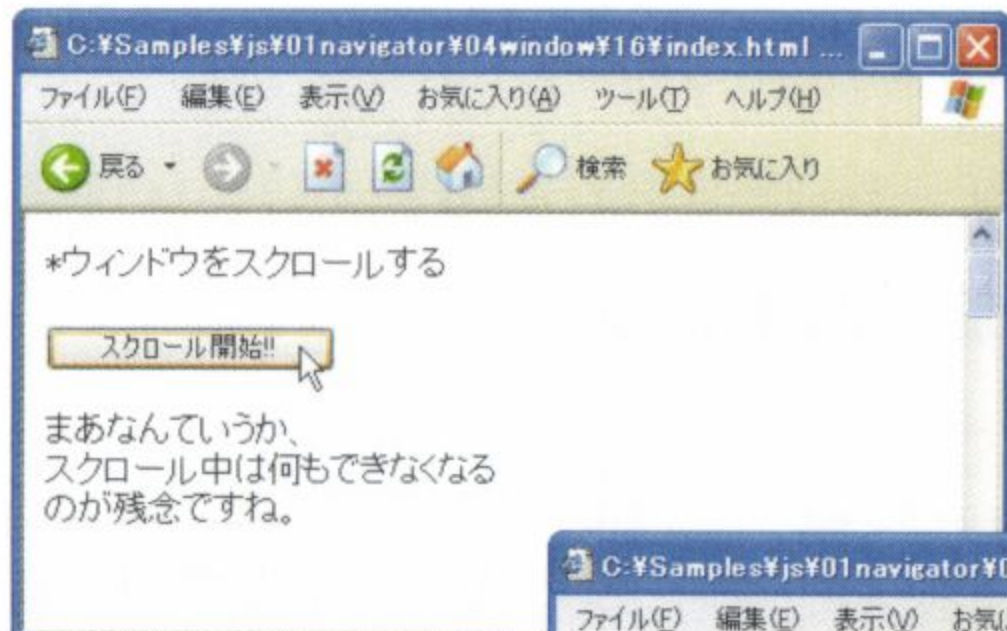 C:¥Samples¥js¥01navigator¥04window¥16¥index.html ...
ファイル(F) 編集(E) 表示(V) お気に入り(A) ツール(T) ヘルプ(H)
戻る 検索 お気に入り
*ウィンドウをスクロールする
スクロール開始!!
まあなんていうか、
スクロール中は何もできなくなる
のが残念ですね。
C:¥Samples¥js¥01navigator¥
ファイル(F) 編集(E) 表示(V) お気に